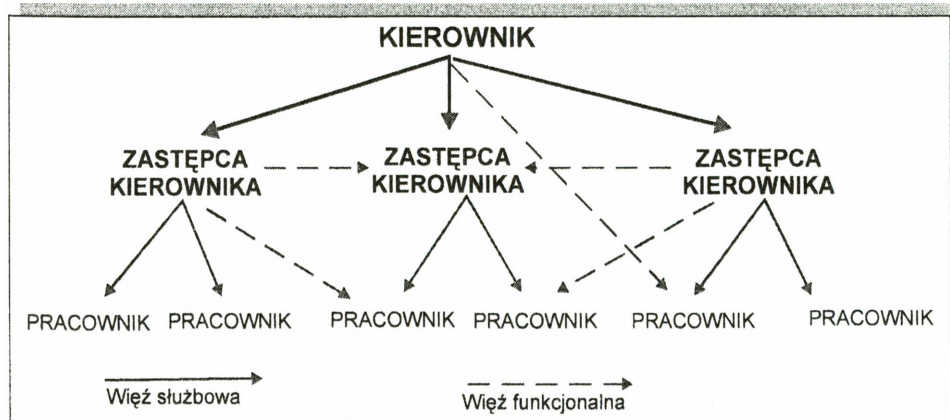 KIEROWNIK
ZASTĘPCA
KIEROWNIKA
ZASTĘPCA
KIEROWNIKA
ZASTĘPCA
KIEROWNIKA
PRACOWNIK PRACOWNIK PRACOWNIK PRACOWNIK PRACOWNIK PRACOWNIK
Więź służbowa
Więź funkcjonalna